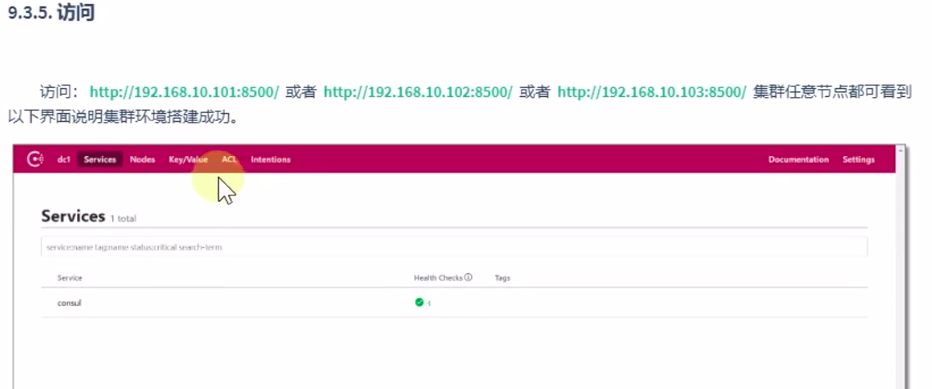 9.3.5. 访问
访问： http://192.168.10.101:8500/ 或者 http://192.168.10.102:8500/ 或者 http://192.168.10.103:8500/ 集群任意节点都可看到
以下界面说明集群环境搭建成功。
dc1 Services Nodes Key/Value ACL Intentions Documentation Settings
Services 1 total
service:name tag:name status:critical search-term
Service Health Checks Tags
consul 1